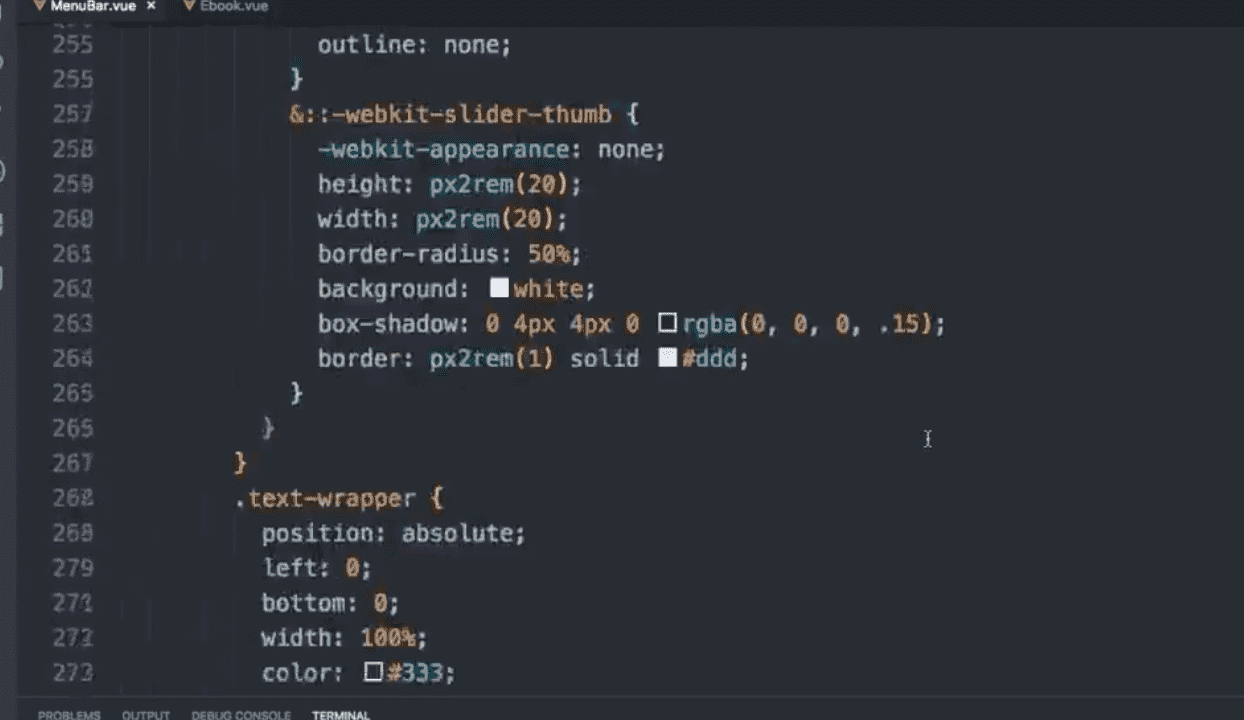 MenuBar.vue × Ebook.vue
255 outline: none;
255 }
257 &::-webkit-slider-thumb {
258 -webkit-appearance: none;
259 height: px2rem(20);
260 width: px2rem(20);
261 border-radius: 50%;
262 background: white;
263 box-shadow: 0 4px 4px 0 rgba(0, 0, 0, .15);
264 border: px2rem(1) solid #ddd;
265 }
265 }
267 }
268 .text-wrapper {
269 position: absolute;
279 left: 0;
271 bottom: 0;
272 width: 100%;
273 color: #333;
PROBLEMS OUTPUT DEBUG CONSOLE TERMINAL